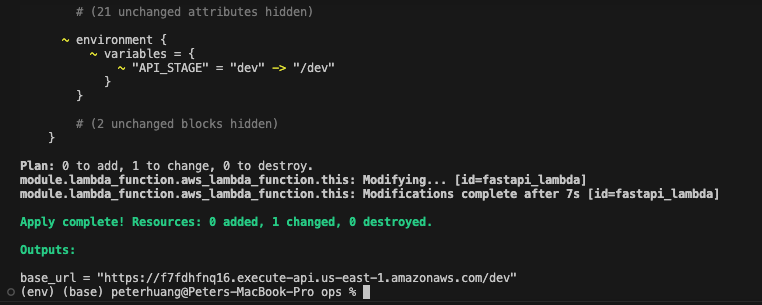 # (21 unchanged attributes hidden)
~ environment {
~ variables = {
~ "API_STAGE" = "dev" -> "/dev"
}
}
# (2 unchanged blocks hidden)
}
Plan: 0 to add, 1 to change, 0 to destroy.
module.lambda_function.aws_lambda_function.this: Modifying... [id=fastapi_lambda]
module.lambda_function.aws_lambda_function.this: Modifications complete after 7s [id=fastapi_lambda]
Apply complete! Resources: 0 added, 1 changed, 0 destroyed.
Outputs:
base_url = "https://f7fdhfnq16.execute-api.us-east-1.amazonaws.com/dev"
(env) (base) peterhuang@Peters-MacBook-Pro ops %